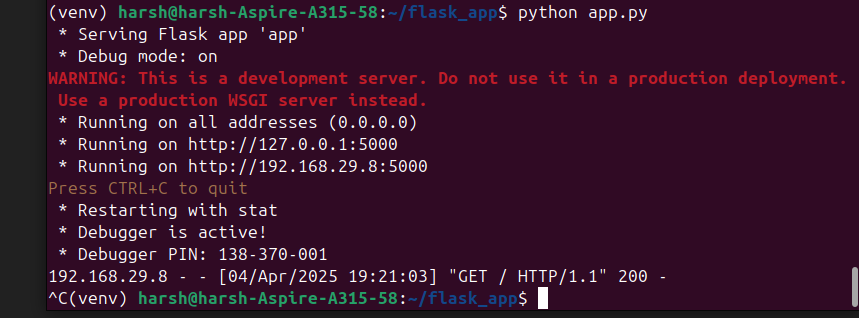 (venv) harsh@harsh-Aspire-A315-58:~/flask_app$ python app.py
 * Serving Flask app 'app'
 * Debug mode: on
WARNING: This is a development server. Do not use it in a production deployment.
 Use a production WSGI server instead.
 * Running on all addresses (0.0.0.0)
 * Running on http://127.0.0.1:5000
 * Running on http://192.168.29.8:5000
Press CTRL+C to quit
 * Restarting with stat
 * Debugger is active!
 * Debugger PIN: 138-370-001
192.168.29.8 - - [04/Apr/2025 19:21:03] "GET / HTTP/1.1" 200 -
^C(venv) harsh@harsh-Aspire-A315-58:~/flask_app$